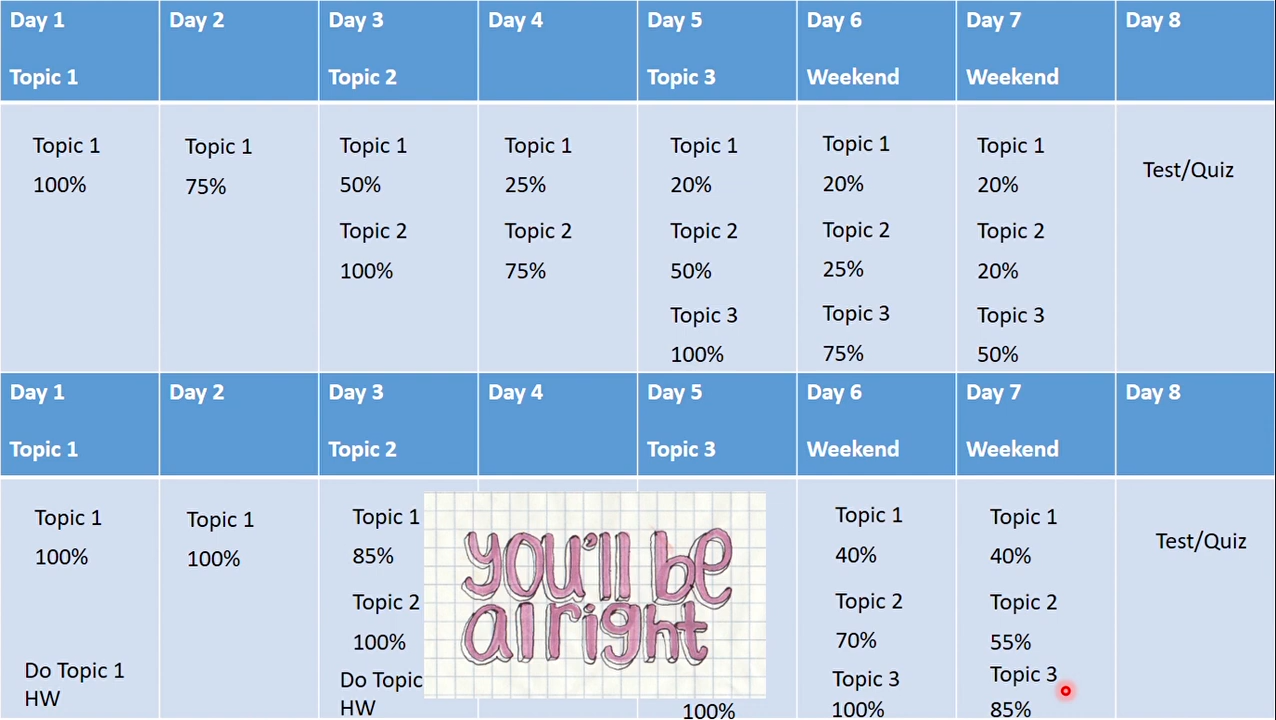 Day 1 Day 2 Day 3 Day 4 Day 5 Day 6 Day 7 Day 8
Topic 1 Topic 2 Topic 3 Weekend Weekend
Topic 1 Topic 1 Topic 1 Topic 1 Topic 1 Topic 1 Topic 1 Test/Quiz
100% 75% 50% 25% 20% 20% 20%
Topic 2 Topic 2 Topic 2 Topic 2 Topic 2
100% 75% 50% 25% 20%
Topic 3 Topic 3 Topic 3
100% 75% 50%
Day 1 Day 2 Day 3 Day 4 Day 5 Day 6 Day 7 Day 8
Topic 1 Topic 2 Topic 3 Weekend Weekend
Topic 1 Topic 1 Topic 1 you'll be Topic 1 Topic 1 Test/Quiz
100% 100% 85% 40% 40%
Topic 2 alright Topic 2 Topic 2
100% 70% 55%
Do Topic 1 Do Topic Topic 3 Topic 3
HW HW 100% 100% 85%